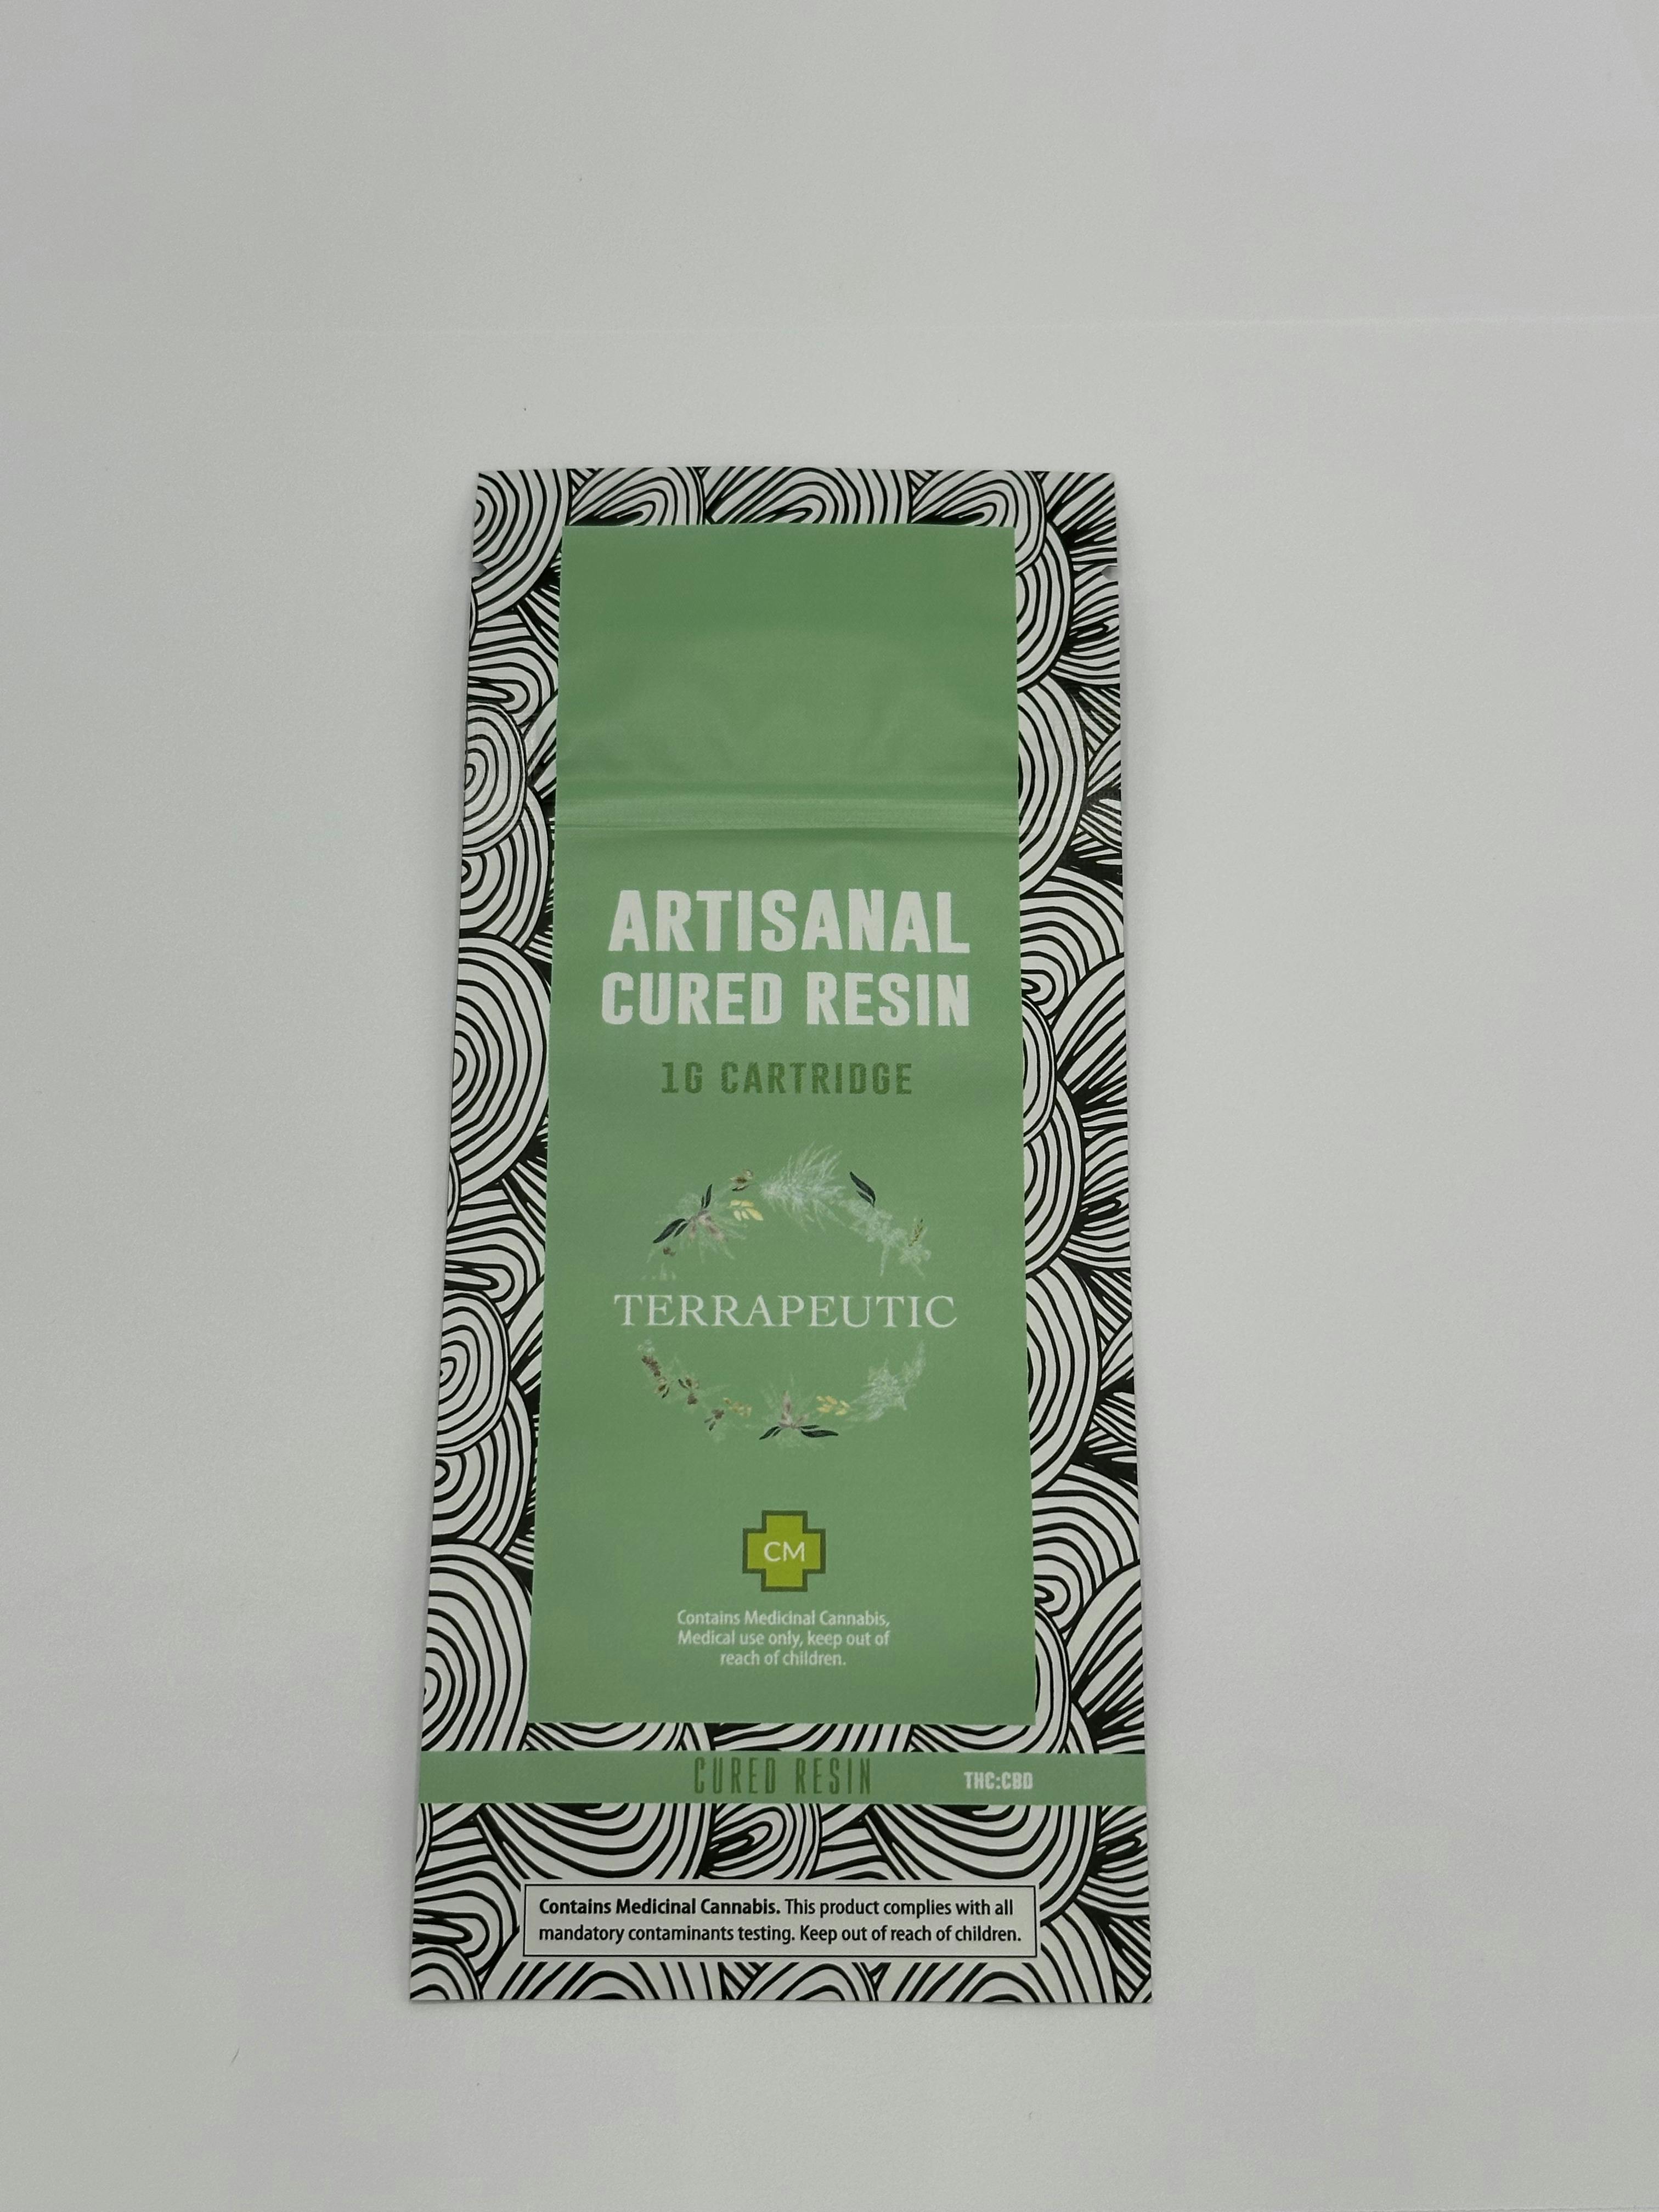 ARTISANAL
CURED RESIN
1G CARTRIDGE
TERRAPEUTIC
CM
Contains Medicinal Cannabis,
Medical use only, keep out of
reach of children.
CURED RESIN THC:CBD
Contains Medicinal Cannabis. This product complies with all
mandatory contaminants testing. Keep out of reach of children.